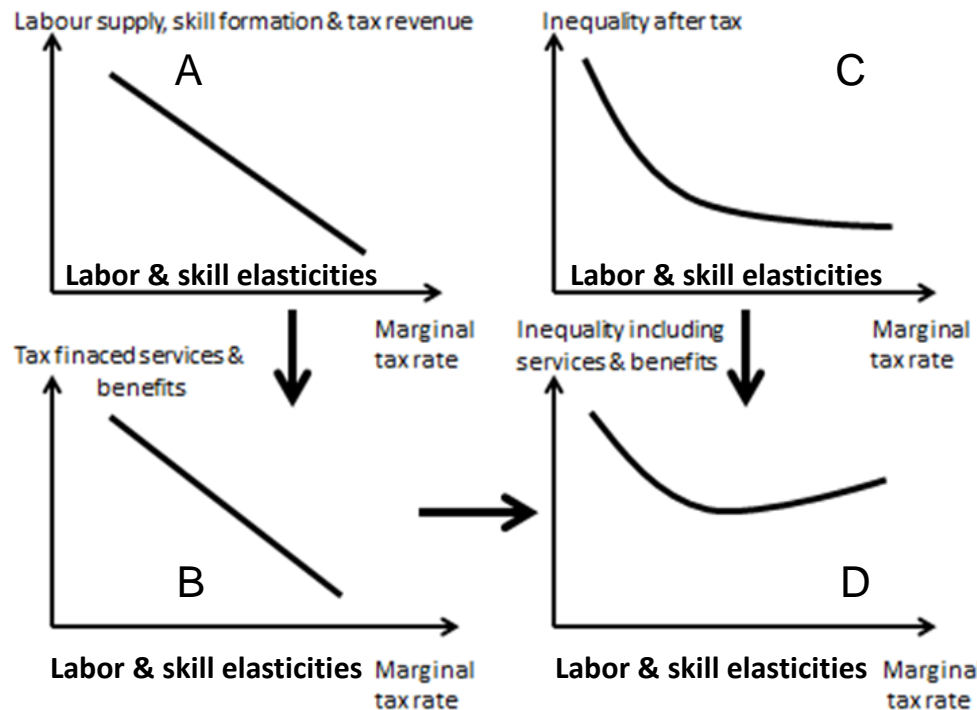 Labour supply, skill formation & tax revenue
A
Labor & skill elasticities
Marginal
tax rate
Inequality after tax
C
Labor & skill elasticities
Marginal
tax rate
Tax finaced services &
benefits
B
Labor & skill elasticities
Marginal
tax rate
Inequality including
services & benefits
D
Labor & skill elasticities
Margina
tax rate